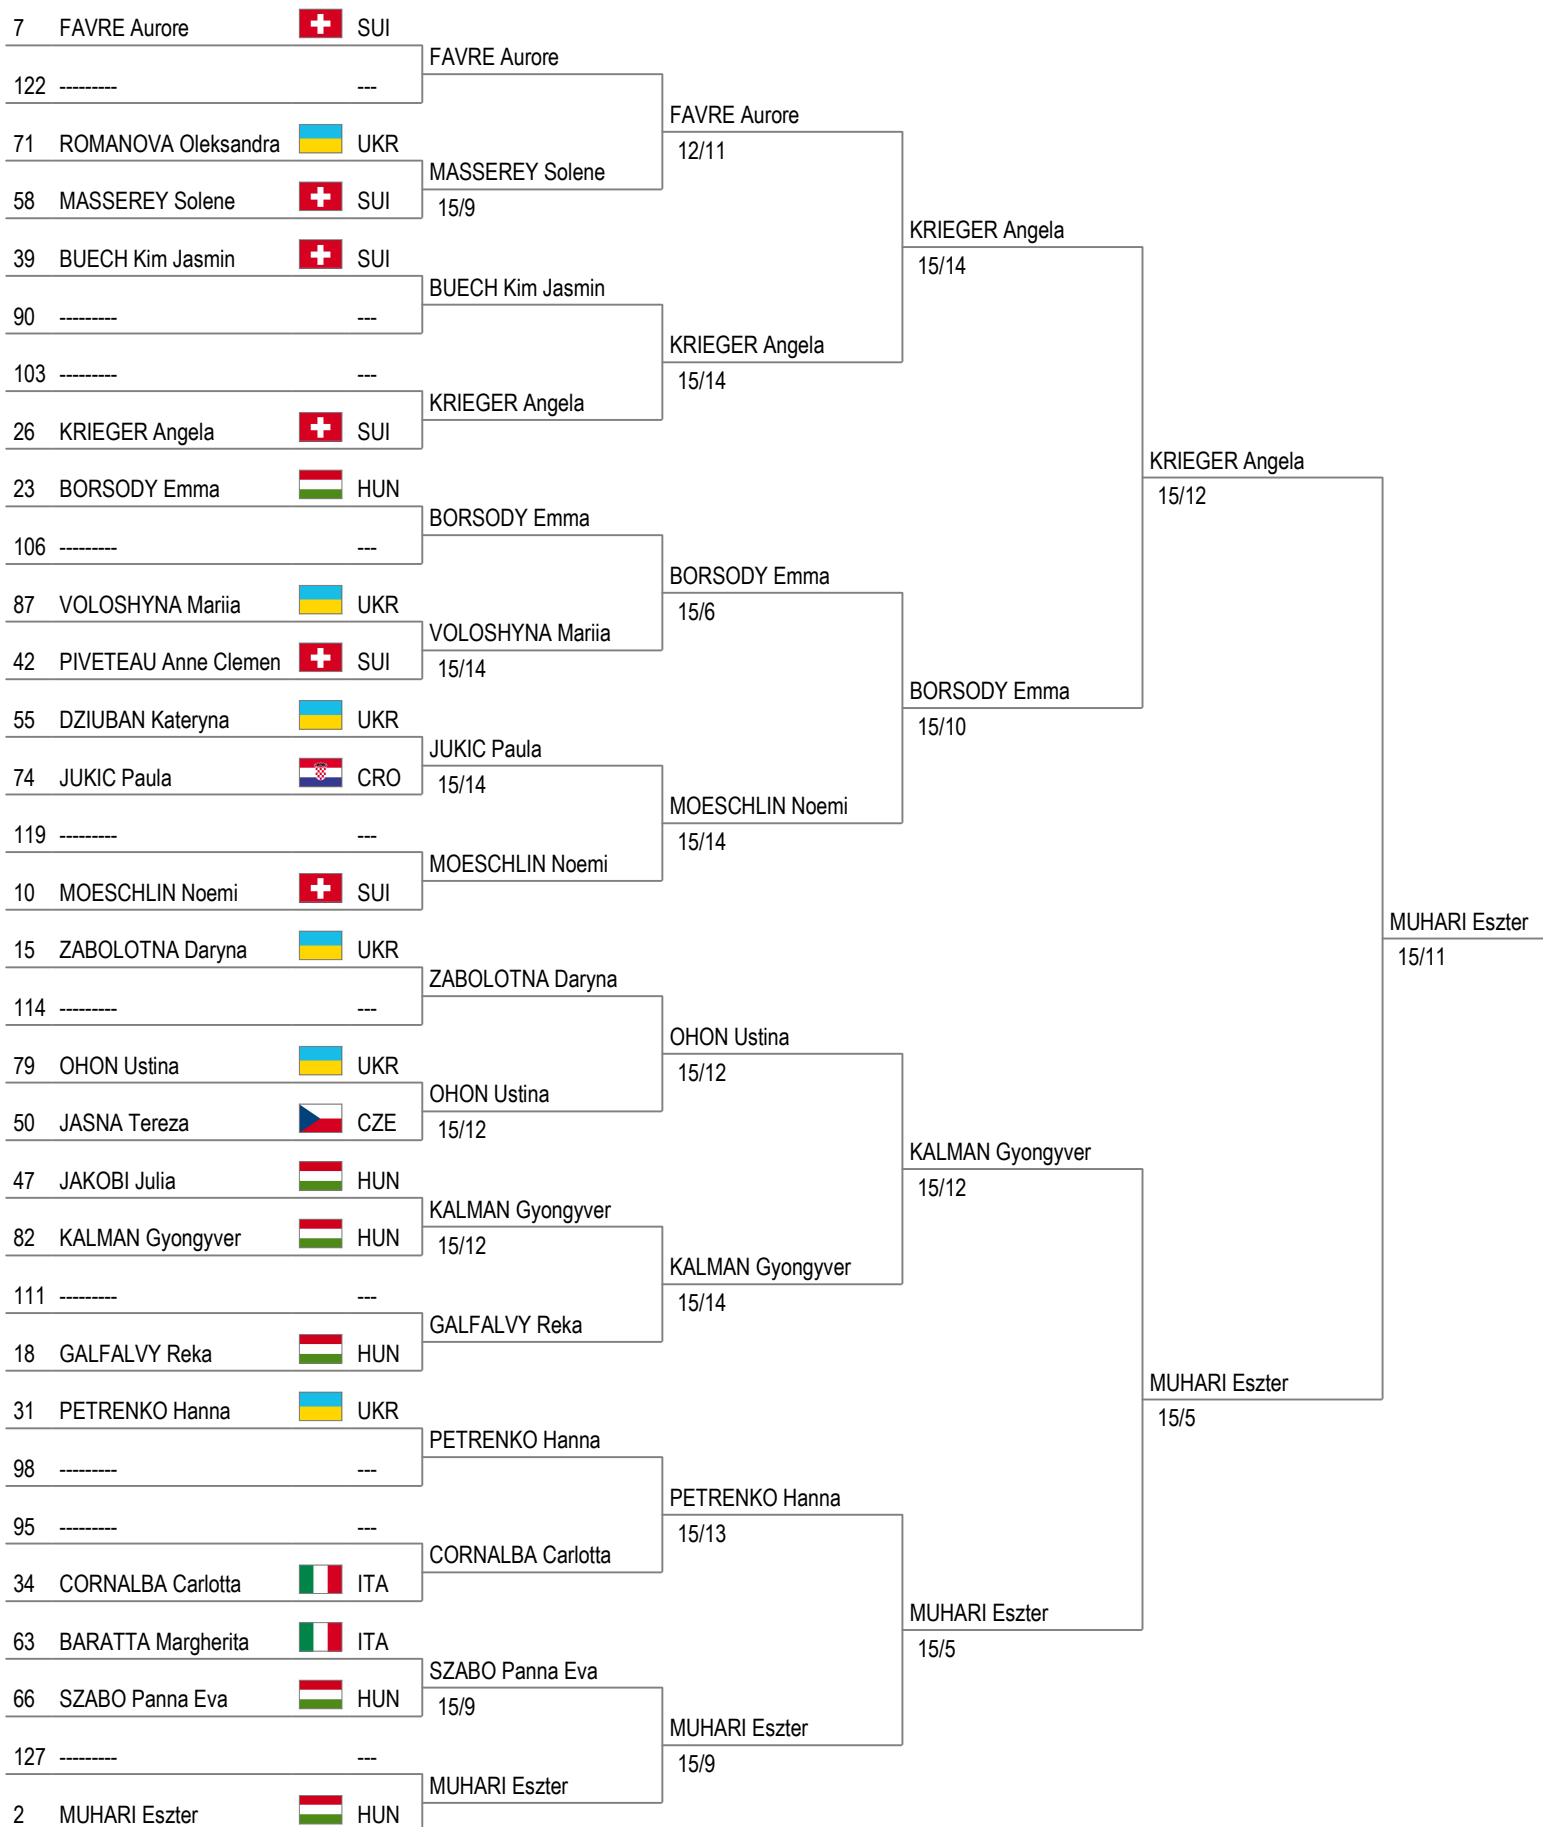 7 FAVRE Aurore SUI
FAVRE Aurore
122 --------- ---
FAVRE Aurore
12/11
71 ROMANOVA Oleksandra UKR
MASSEREY Solene
15/9
58 MASSEREY Solene SUI
KRIEGER Angela
15/14
39 BUECH Kim Jasmin SUI
BUECH Kim Jasmin
90 --------- ---
KRIEGER Angela
15/14
103 --------- ---
KRIEGER Angela
26 KRIEGER Angela SUI
KRIEGER Angela
15/12
23 BORSODY Emma HUN
BORSODY Emma
106 --------- ---
BORSODY Emma
15/6
87 VOLOSHYNA Mariia UKR
VOLOSHYNA Mariia
15/14
42 PIVETEAU Anne Clemen SUI
BORSODY Emma
15/10
55 DZIUBAN Kateryna UKR
JUKIC Paula
15/14
74 JUKIC Paula CRO
MOESCHLIN Noemi
15/14
119 --------- ---
MOESCHLIN Noemi
10 MOESCHLIN Noemi SUI
MUHARI Eszter
15/11
15 ZABOLOTNA Daryna UKR
ZABOLOTNA Daryna
114 --------- ---
OHON Ustina
15/12
79 OHON Ustina UKR
OHON Ustina
15/12
50 JASNA Tereza CZE
KALMAN Gyongyver
15/12
47 JAKOBI Julia HUN
KALMAN Gyongyver
15/12
82 KALMAN Gyongyver HUN
KALMAN Gyongyver
15/14
111 --------- ---
GALFALVY Reka
18 GALFALVY Reka HUN
MUHARI Eszter
15/5
31 PETRENKO Hanna UKR
PETRENKO Hanna
98 --------- ---
PETRENKO Hanna
15/13
95 --------- ---
CORNALBA Carlotta
34 CORNALBA Carlotta ITA
MUHARI Eszter
15/5
63 BARATTA Margherita ITA
SZABO Panna Eva
15/9
66 SZABO Panna Eva HUN
MUHARI Eszter
15/9
127 --------- ---
MUHARI Eszter
2 MUHARI Eszter HUN